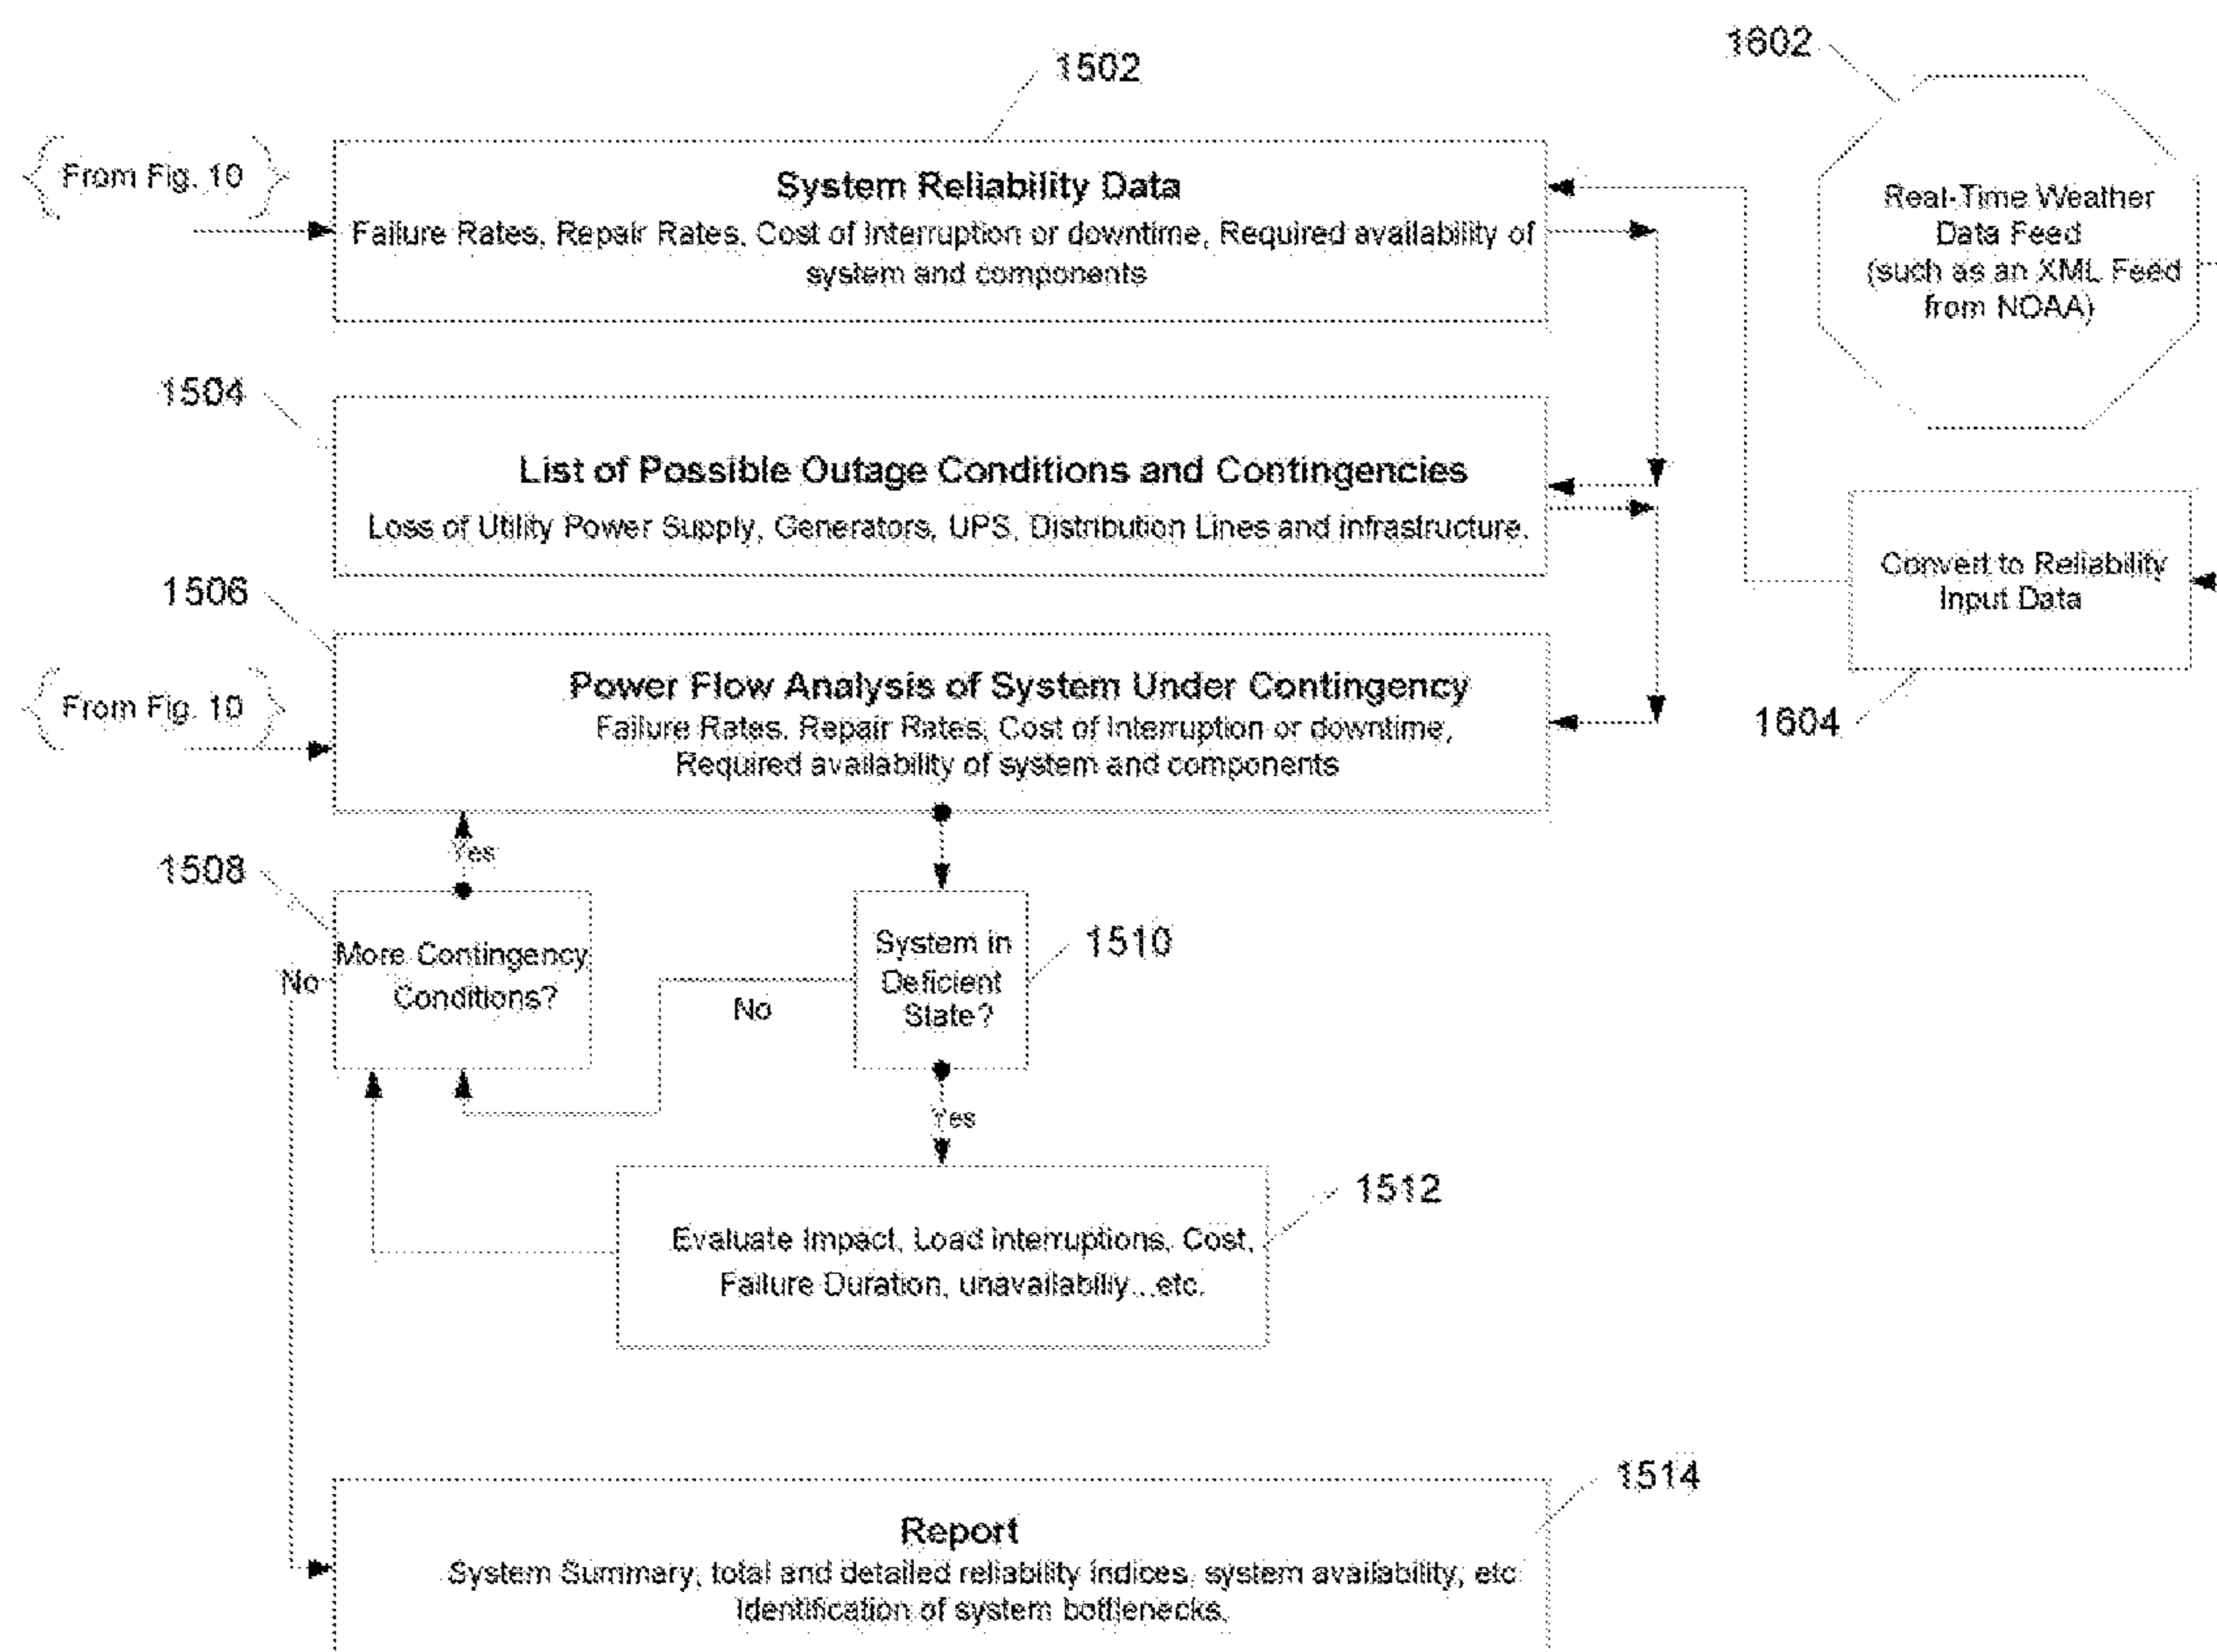 1502
1602
From Fig. 10
System Reliability Data
Failure Rates, Repair Rates, Cost of Interruption or downtime, Required availability of
system and components
Real-Time Weather
Data Feed
(such as an XML Feed
from NOAA)
1504
List of Possible Outage Conditions and Contingencies
Loss of Utility Power Supply, Generators, UPS, Distribution Lines and infrastructure.
Convert to Reliability
Input Data
1604
1506
From Fig. 10
Power Flow Analysis of System Under Contingency
Failure Rates. Repair Rates, Cost of Interruption or downtime,
Required availability of system and components
Yes
1508
More Contingency
Conditions?
No
System in
Deficient
State?
1510
No
Yes
1512
Evaluate Impact, Load interruptions, Cost,
Failure Duration, unavailabiliy...etc.
1514
Report
System Summary, total and detailed reliability indices, system availability, etc
Identification of system bottlenecks.